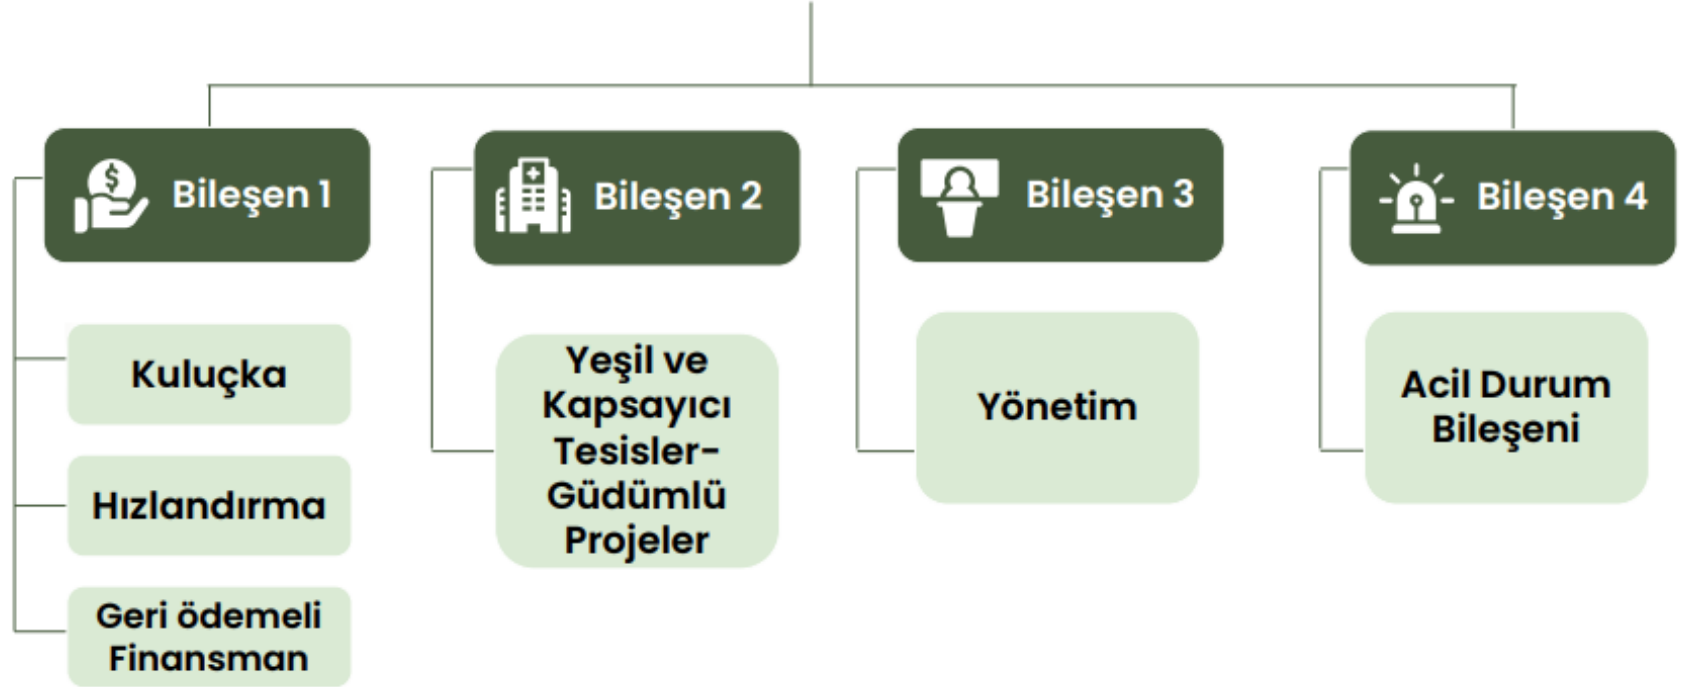 Bileşen 1
Kuluçka
Hızlandırma
Geri ödemeli
Finansman
Bileşen 2
Yeşil ve
Kapsayıcı
Tesisler-
Güdümlü
Projeler
Bileşen 3
Yönetim
Bileşen 4
Acil Durum
Bileşeni